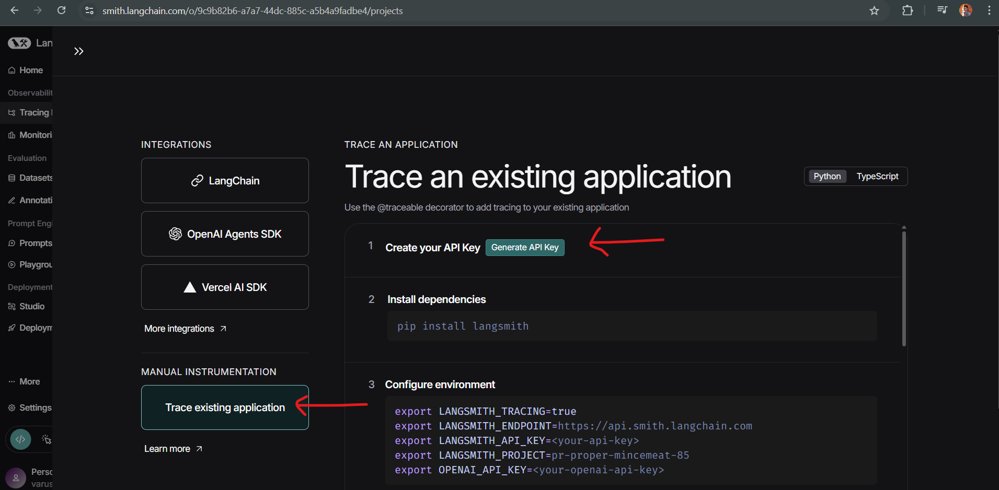 smith.langchain.com/o/9c9b82b6-a7a7-44dc-885c-a5b4a9fadbe4/projects
Lan
Home
Observabilit
Tracing
Monitori
Evaluation
Datasets
Annotati
Prompt Engi
Prompts
Playgrou
Deployment
Studio
Deploym
More
Settings
Perso
varus
INTEGRATIONS
LangChain
OpenAI Agents SDK
Vercel AI SDK
More integrations
MANUAL INSTRUMENTATION
Trace existing application
Learn more
TRACE AN APPLICATION
Trace an existing application
Python TypeScript
Use the @traceable decorator to add tracing to your existing application
1 Create your API Key Generate API Key
2 Install dependencies
pip install langsmith
3 Configure environment
export LANGSMITH_TRACING=true
export LANGSMITH_ENDPOINT=https://api.smith.langchain.com
export LANGSMITH_API_KEY=<your-api-key>
export LANGSMITH_PROJECT=pr-proper-mincemeat-85
export OPENAI_API_KEY=<your-openai-api-key>